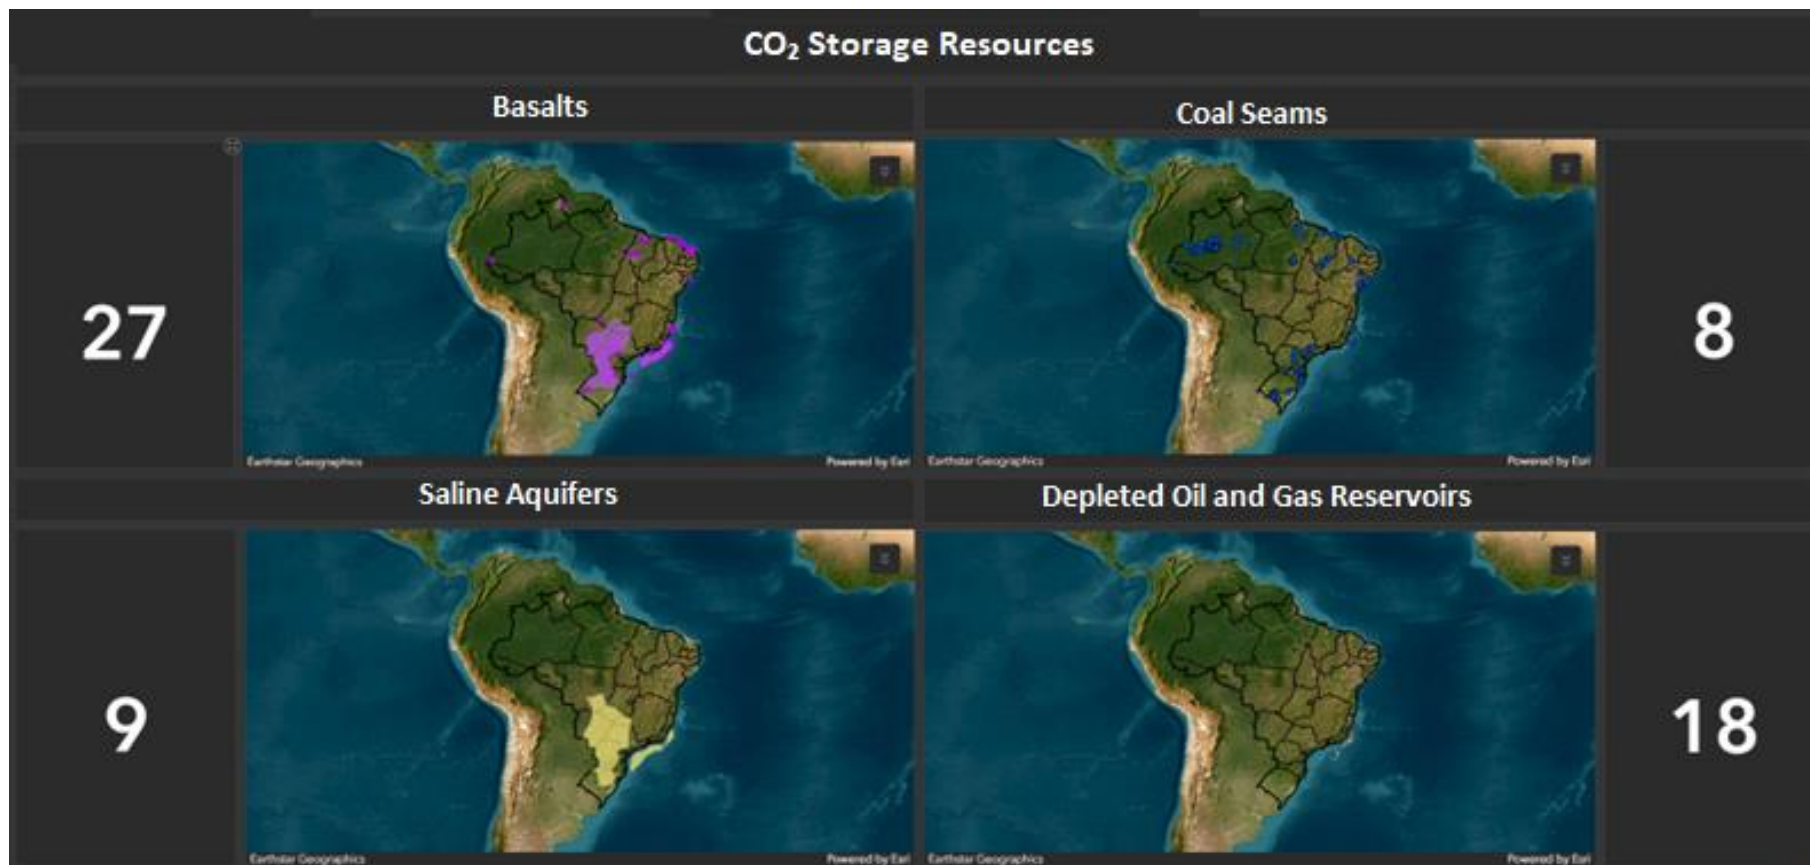 CO₂ Storage Resources
Basalts
Coal Seams
27
8
Earthstar Geographics
Powered by Esri
Earthstar Geographics
Powered by Esri
Saline Aquifers
Depleted Oil and Gas Reservoirs
9
18
Earthstar Geographics
Powered by Esri
Earthstar Geographics
Powered by Esri